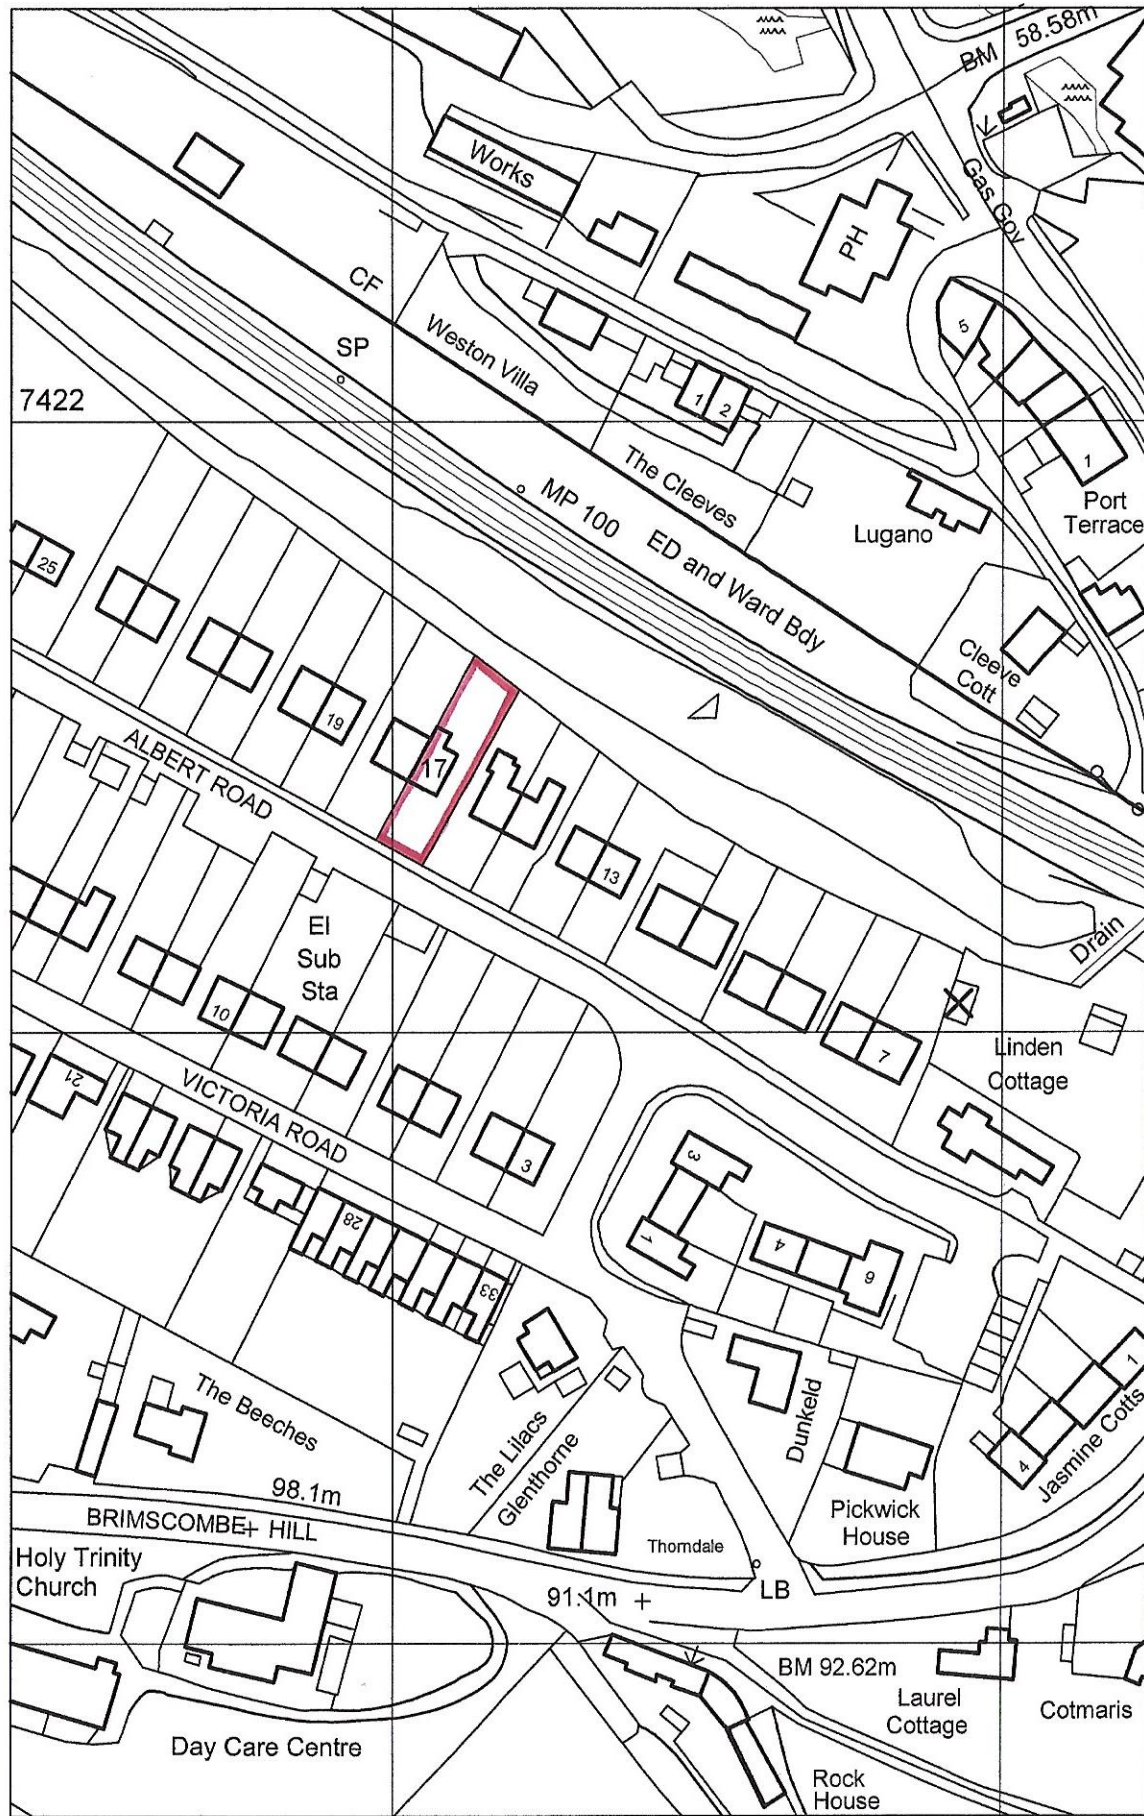 58.58m
BM
Works
Gas Gov
PH
CF
5
Weston Villa
SP
1
2
7422
1
The Cleeves
Port
Terrace
MP 100
Lugano
ED and Ward Bdy
25
Cleeve
Cott
19
17
ALBERT ROAD
13
El
Sub
Sta
Drain
10
7
Linden
Cottage
21
VICTORIA ROAD
3
3
28
1
4
6
33
1
The Beeches
Dunkeld
The Lilacs
Glenthorne
4
Jasmine Cotts
98.1m
Pickwick
House
BRIMSCOMBE HILL
Thorndale
Holy Trinity
Church
LB
91.1m
BM 92.62m
Laurel
Cottage
Cotmaris
Day Care Centre
Rock
House